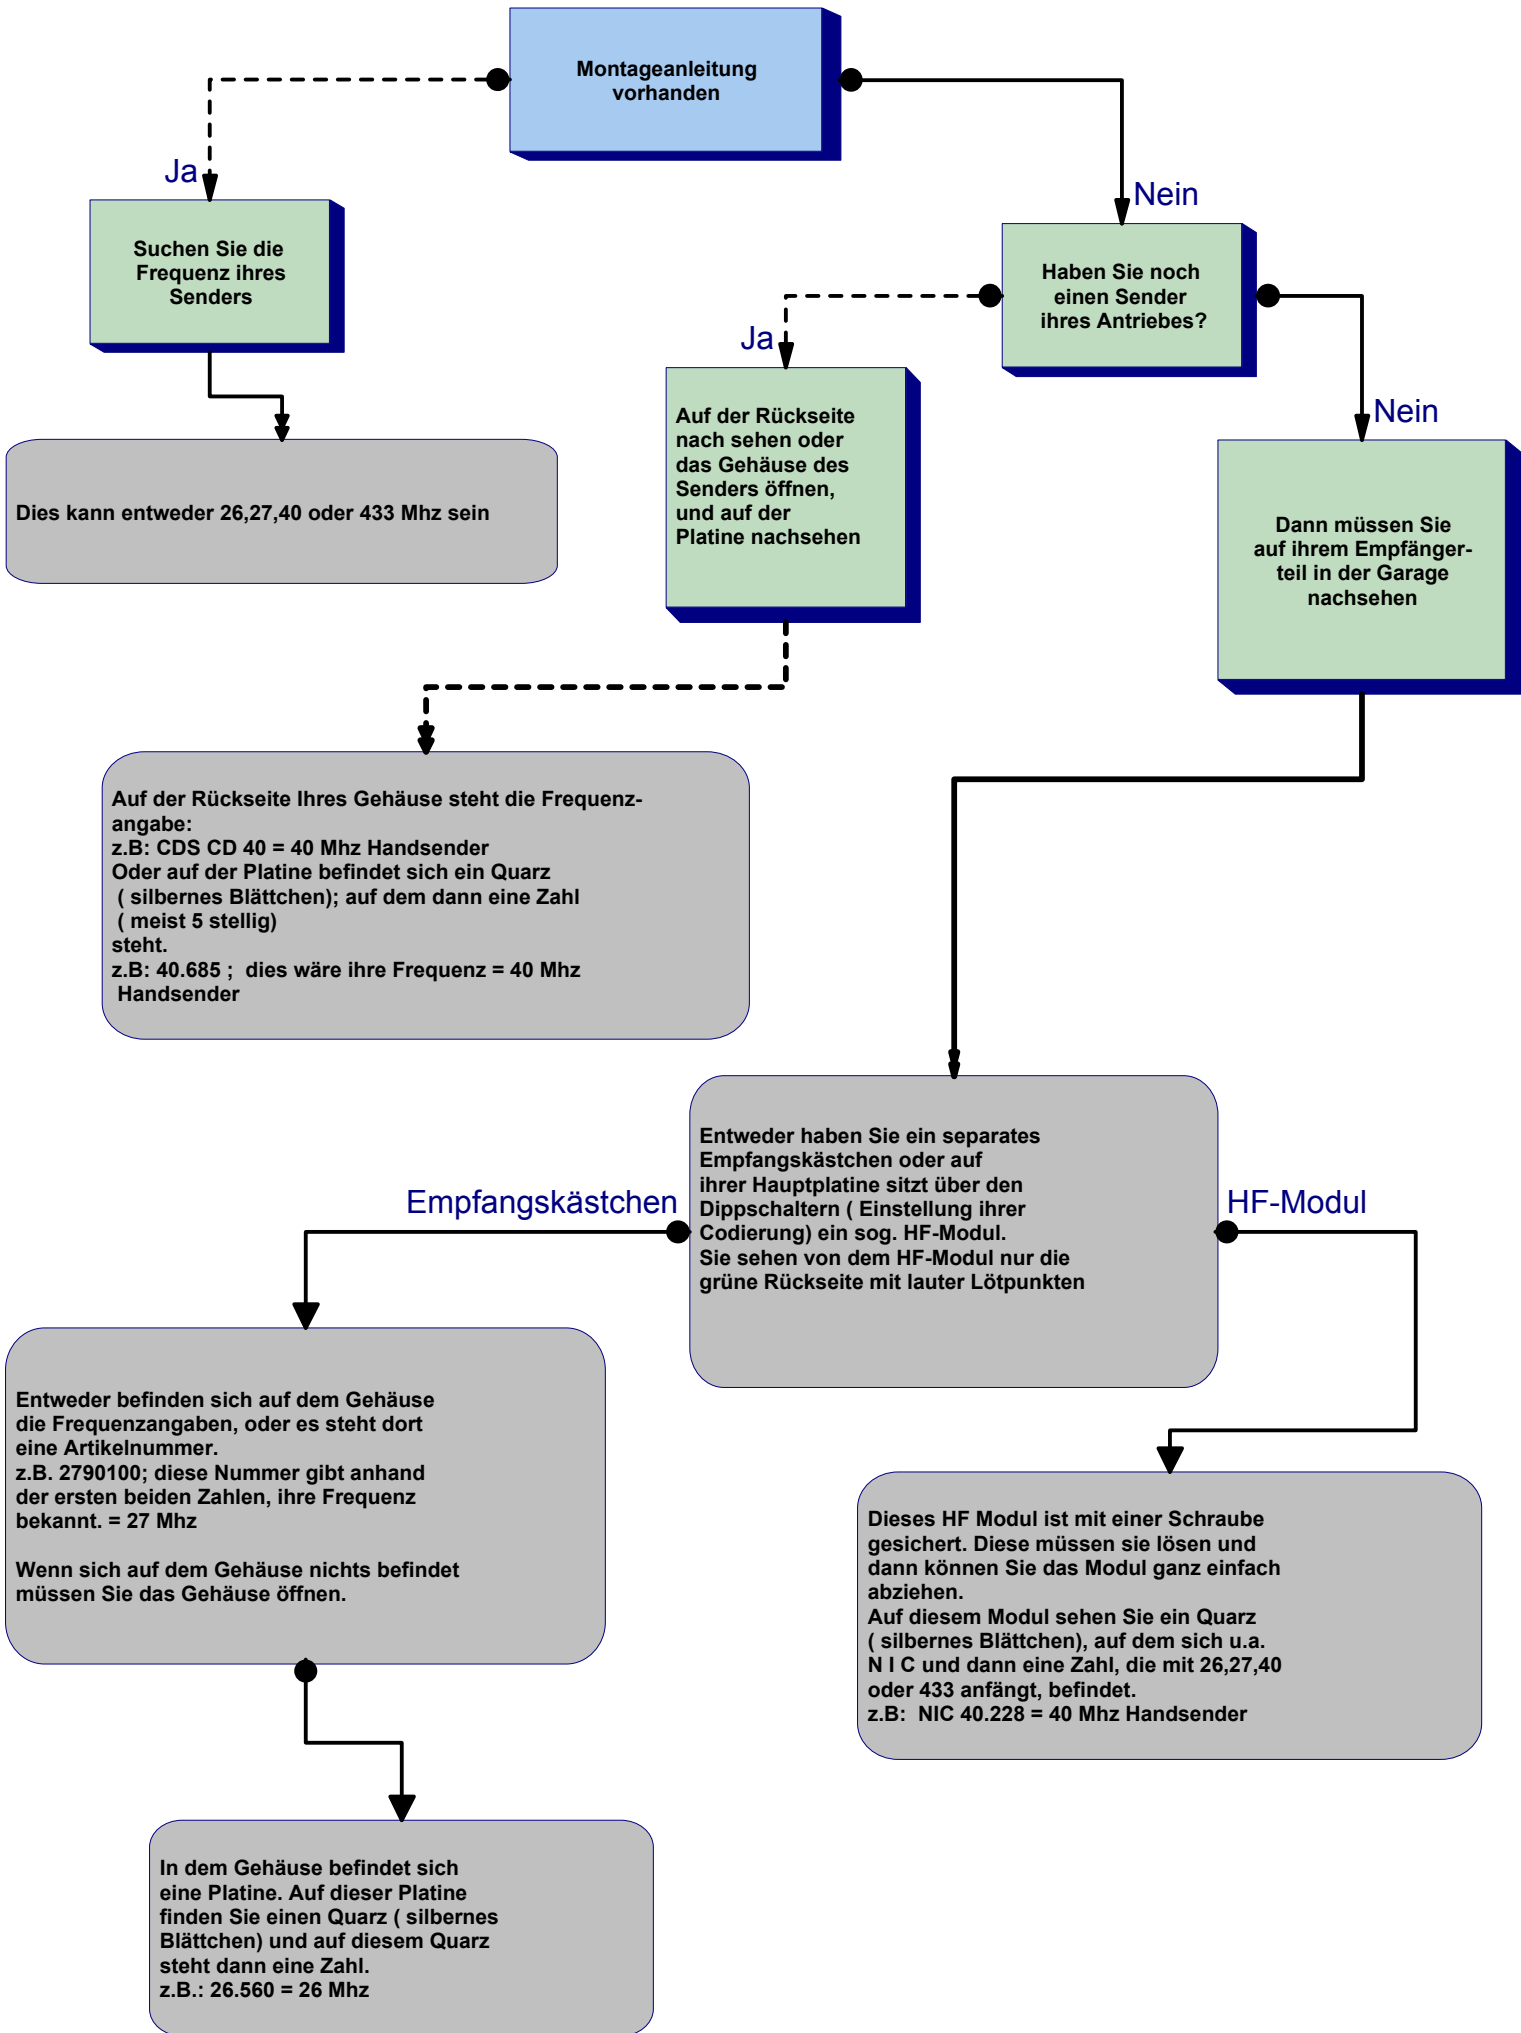 Montageanleitung
vorhanden
Ja
Nein
Suchen Sie die
Frequenz ihres
Senders
Haben Sie noch
einen Sender
ihres Antriebes?
Ja
Nein
Auf der Rückseite
nach sehen oder
das Gehäuse des
Senders öffnen,
und auf der
Platine nachsehen
Dies kann entweder 26,27,40 oder 433 Mhz sein
Dann müssen Sie
auf ihrem Empfänger-
teil in der Garage
nachsehen
Auf der Rückseite Ihres Gehäuse steht die Frequenz-
angabe:
z.B: CDS CD 40 = 40 Mhz Handsender
Oder auf der Platine befindet sich ein Quarz
( silbernes Blättchen); auf dem dann eine Zahl
( meist 5 stellig)
steht.
z.B: 40.685 ;  dies wäre ihre Frequenz = 40 Mhz
Handsender
Entweder haben Sie ein separates
Empfangskästchen oder auf
ihrer Hauptplatine sitzt über den
Dippschaltern ( Einstellung ihrer
Codierung) ein sog. HF-Modul.
Sie sehen von dem HF-Modul nur die
grüne Rückseite mit lauter Lötpunkten
Empfangskästchen
HF-Modul
Entweder befinden sich auf dem Gehäuse
die Frequenzangaben, oder es steht dort
eine Artikelnummer.
z.B. 2790100; diese Nummer gibt anhand
der ersten beiden Zahlen, ihre Frequenz
bekannt. = 27 Mhz
Wenn sich auf dem Gehäuse nichts befindet
müssen Sie das Gehäuse öffnen.
Dieses HF Modul ist mit einer Schraube
gesichert. Diese müssen sie lösen und
dann können Sie das Modul ganz einfach
abziehen.
Auf diesem Modul sehen Sie ein Quarz
( silbernes Blättchen), auf dem sich u.a.
N I C und dann eine Zahl, die mit 26,27,40
oder 433 anfängt, befindet.
z.B:  NIC 40.228 = 40 Mhz Handsender
In dem Gehäuse befindet sich
eine Platine. Auf dieser Platine
finden Sie einen Quarz ( silbernes
Blättchen) und auf diesem Quarz
steht dann eine Zahl.
z.B.: 26.560 = 26 Mhz